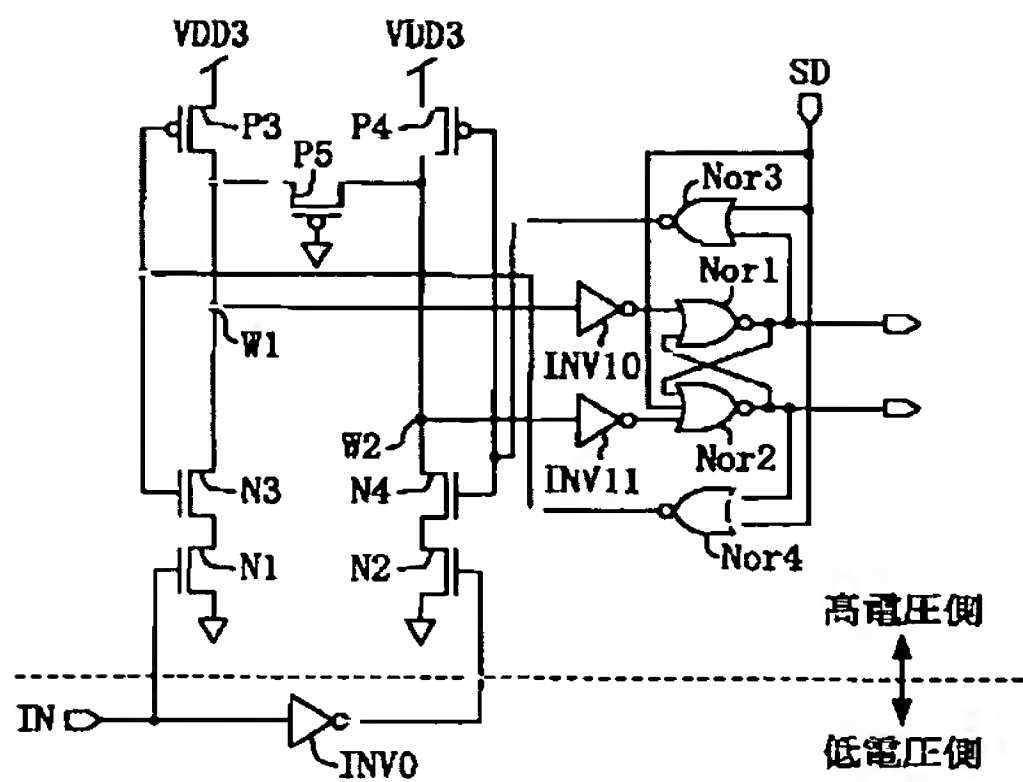 VDD3
VDD3
SD
P3
P4
P5
Nor3
Nor1
W1
INV10
W2
Nor2
N3
N4
INV11
N1
N2
Nor4
高電圧側
IN
INV0
低電圧側